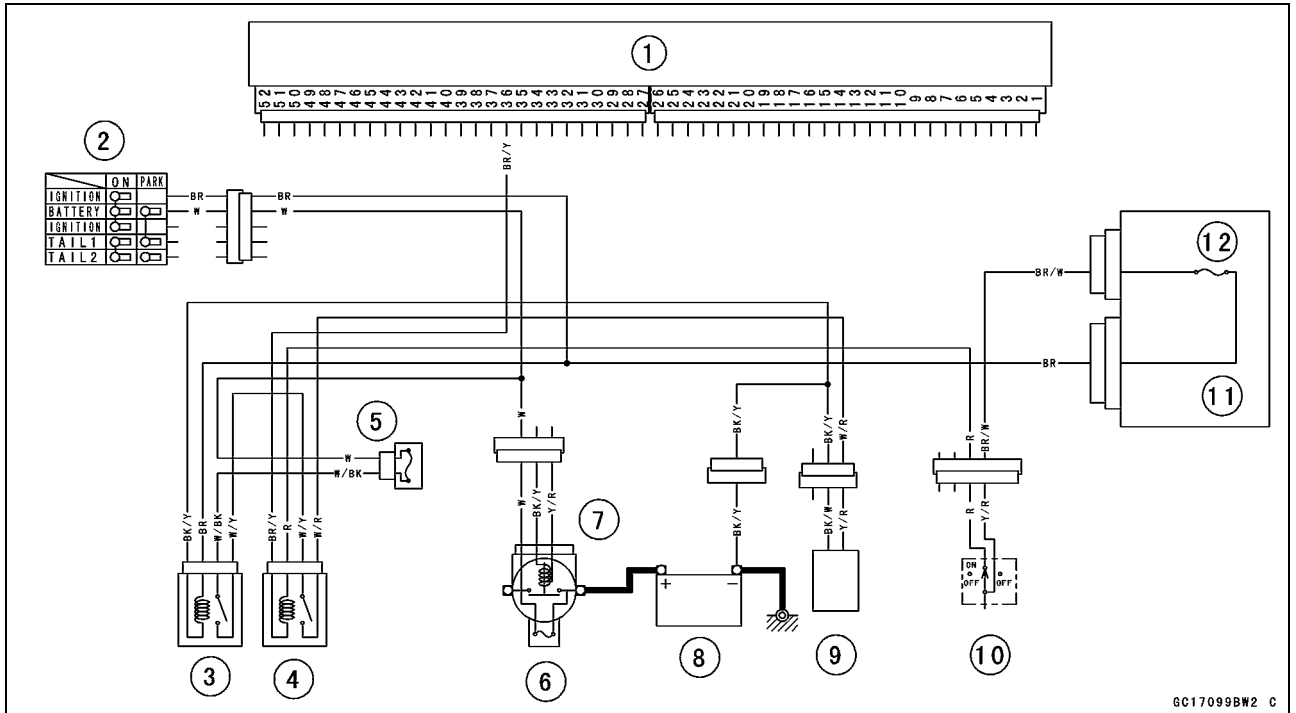 1
52 51 50 49 48 47 46 45 44 43 42 41 40 39 38 37 36 35 34 33 32 31 30 29 28 27 26 25 24 23 22 21 20 19 18 17 16 15 14 13 12 11 10 9 8 7 6 5 4 3 2 1
2
ON PARK
IGNITION
BATTERY
IGNITION
TAIL1
TAIL2
BR
W
BR
W
BR/Y
12
BR/W
BR
11
5
W
W/BK
W
BK/Y
BK/Y
W/R
R
BR/W
BK/Y
BR
W/BK
W/Y
BR/Y
R
W/Y
W/R
W
BK/Y
Y/R
7
BK/Y
BK/W
Y/R
R
Y/R
+
−
ON
OFF
OFF
3
4
6
8
9
10
GC17099BW2 C